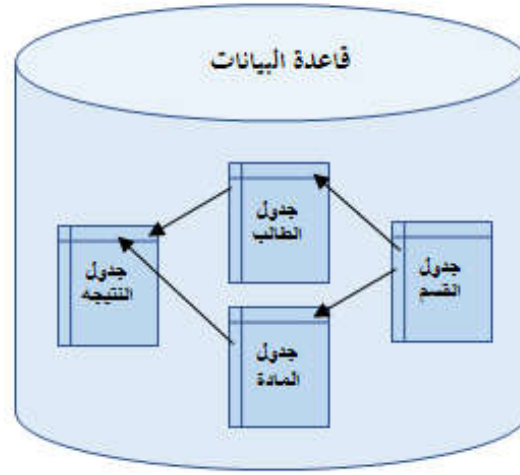 قاعدة البيانات
جدول
الطالب
جدول
القسم
جدول
النتيجه
جدول
المادة